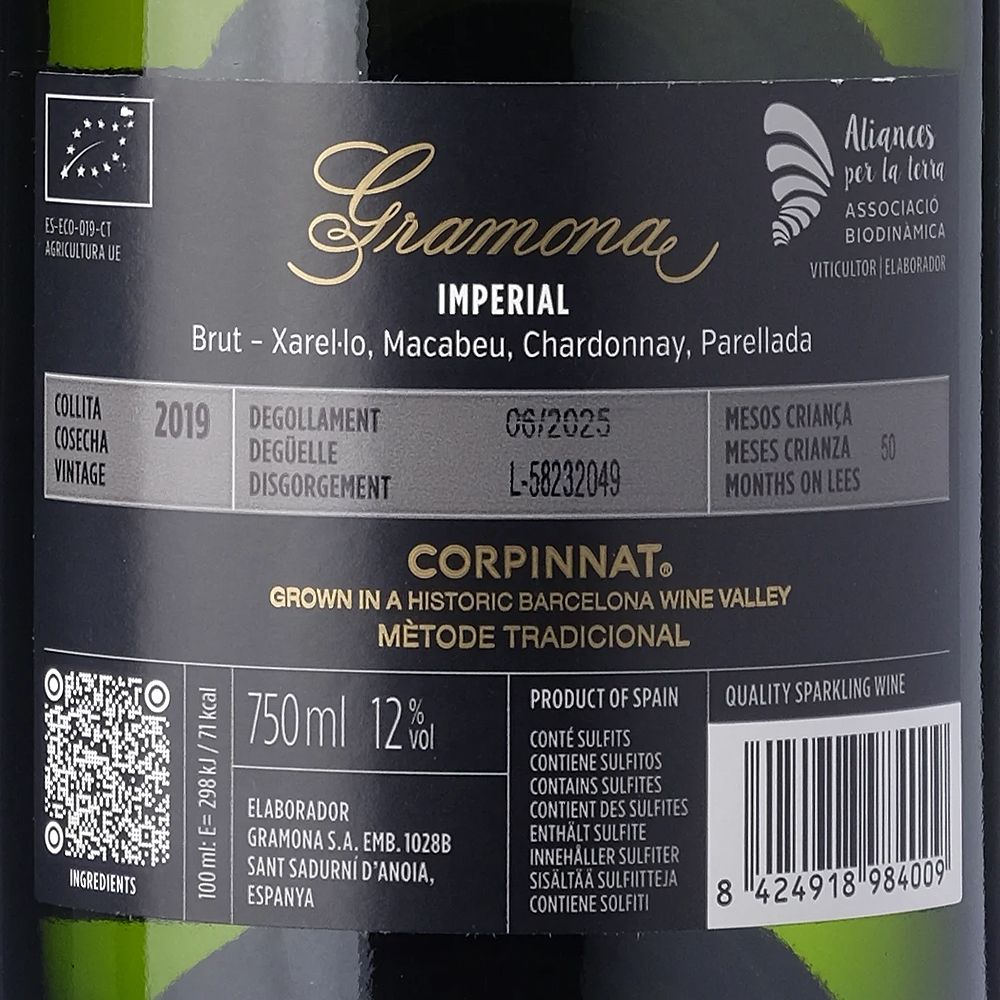 ES-ECO-019-CT
AGRICULTURA UE
Gramona
IMPERIAL
Brut – Xarel·lo, Macabeu, Chardonnay, Parellada
Aliances
per la terra
ASSOCIACIÓ
BIODINÀMICA
VITICULTOR | ELABORADOR
COLLITA
COSECHA
VINTAGE
2019
DEGOLLAMENT
DEGÜELLE
DISGORGEMENT
06/2025
L-58232049
MESOS CRIANÇA
MESES CRIANZA
MONTHS ON LEES
50
CORPINNAT®
GROWN IN A HISTORIC BARCELONA WINE VALLEY
MÈTODE TRADICIONAL
INGREDIENTS
100 ml: E = 298 kJ / 71 kcal
750 ml 12 % vol
ELABORADOR
GRAMONA S.A. EMB. 1028B
SANT SADURNÍ D'ANOIA,
ESPANYA
PRODUCT OF SPAIN
CONTÉ SULFITS
CONTIENE SULFITOS
CONTAINS SULFITES
CONTIENT DES SULFITES
ENTHÄLT SULFITE
INNEHÅLLER SULFITER
SISÄLTÄÄ SULFIITTEJA
CONTIENE SOLFITI
QUALITY SPARKLING WINE
8 424918 984009